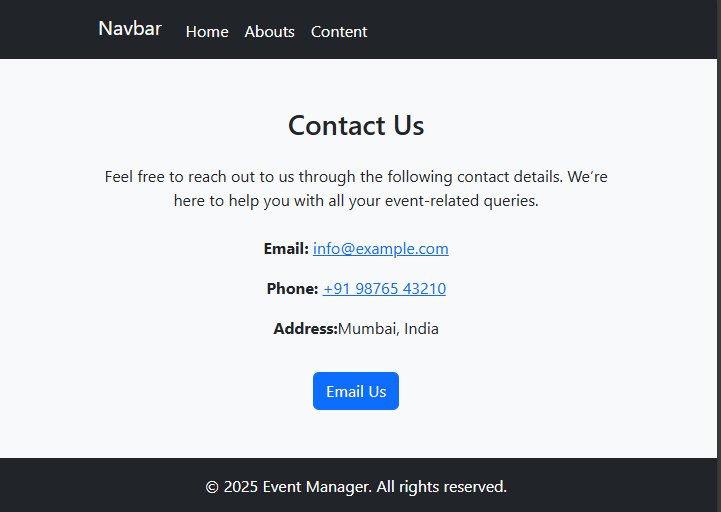 Navbar Home Abouts Content
Contact Us
Feel free to reach out to us through the following contact details. We're
here to help you with all your event-related queries.
Email: info@example.com
Phone: +91 98765 43210
Address:Mumbai, India
Email Us
© 2025 Event Manager. All rights reserved.